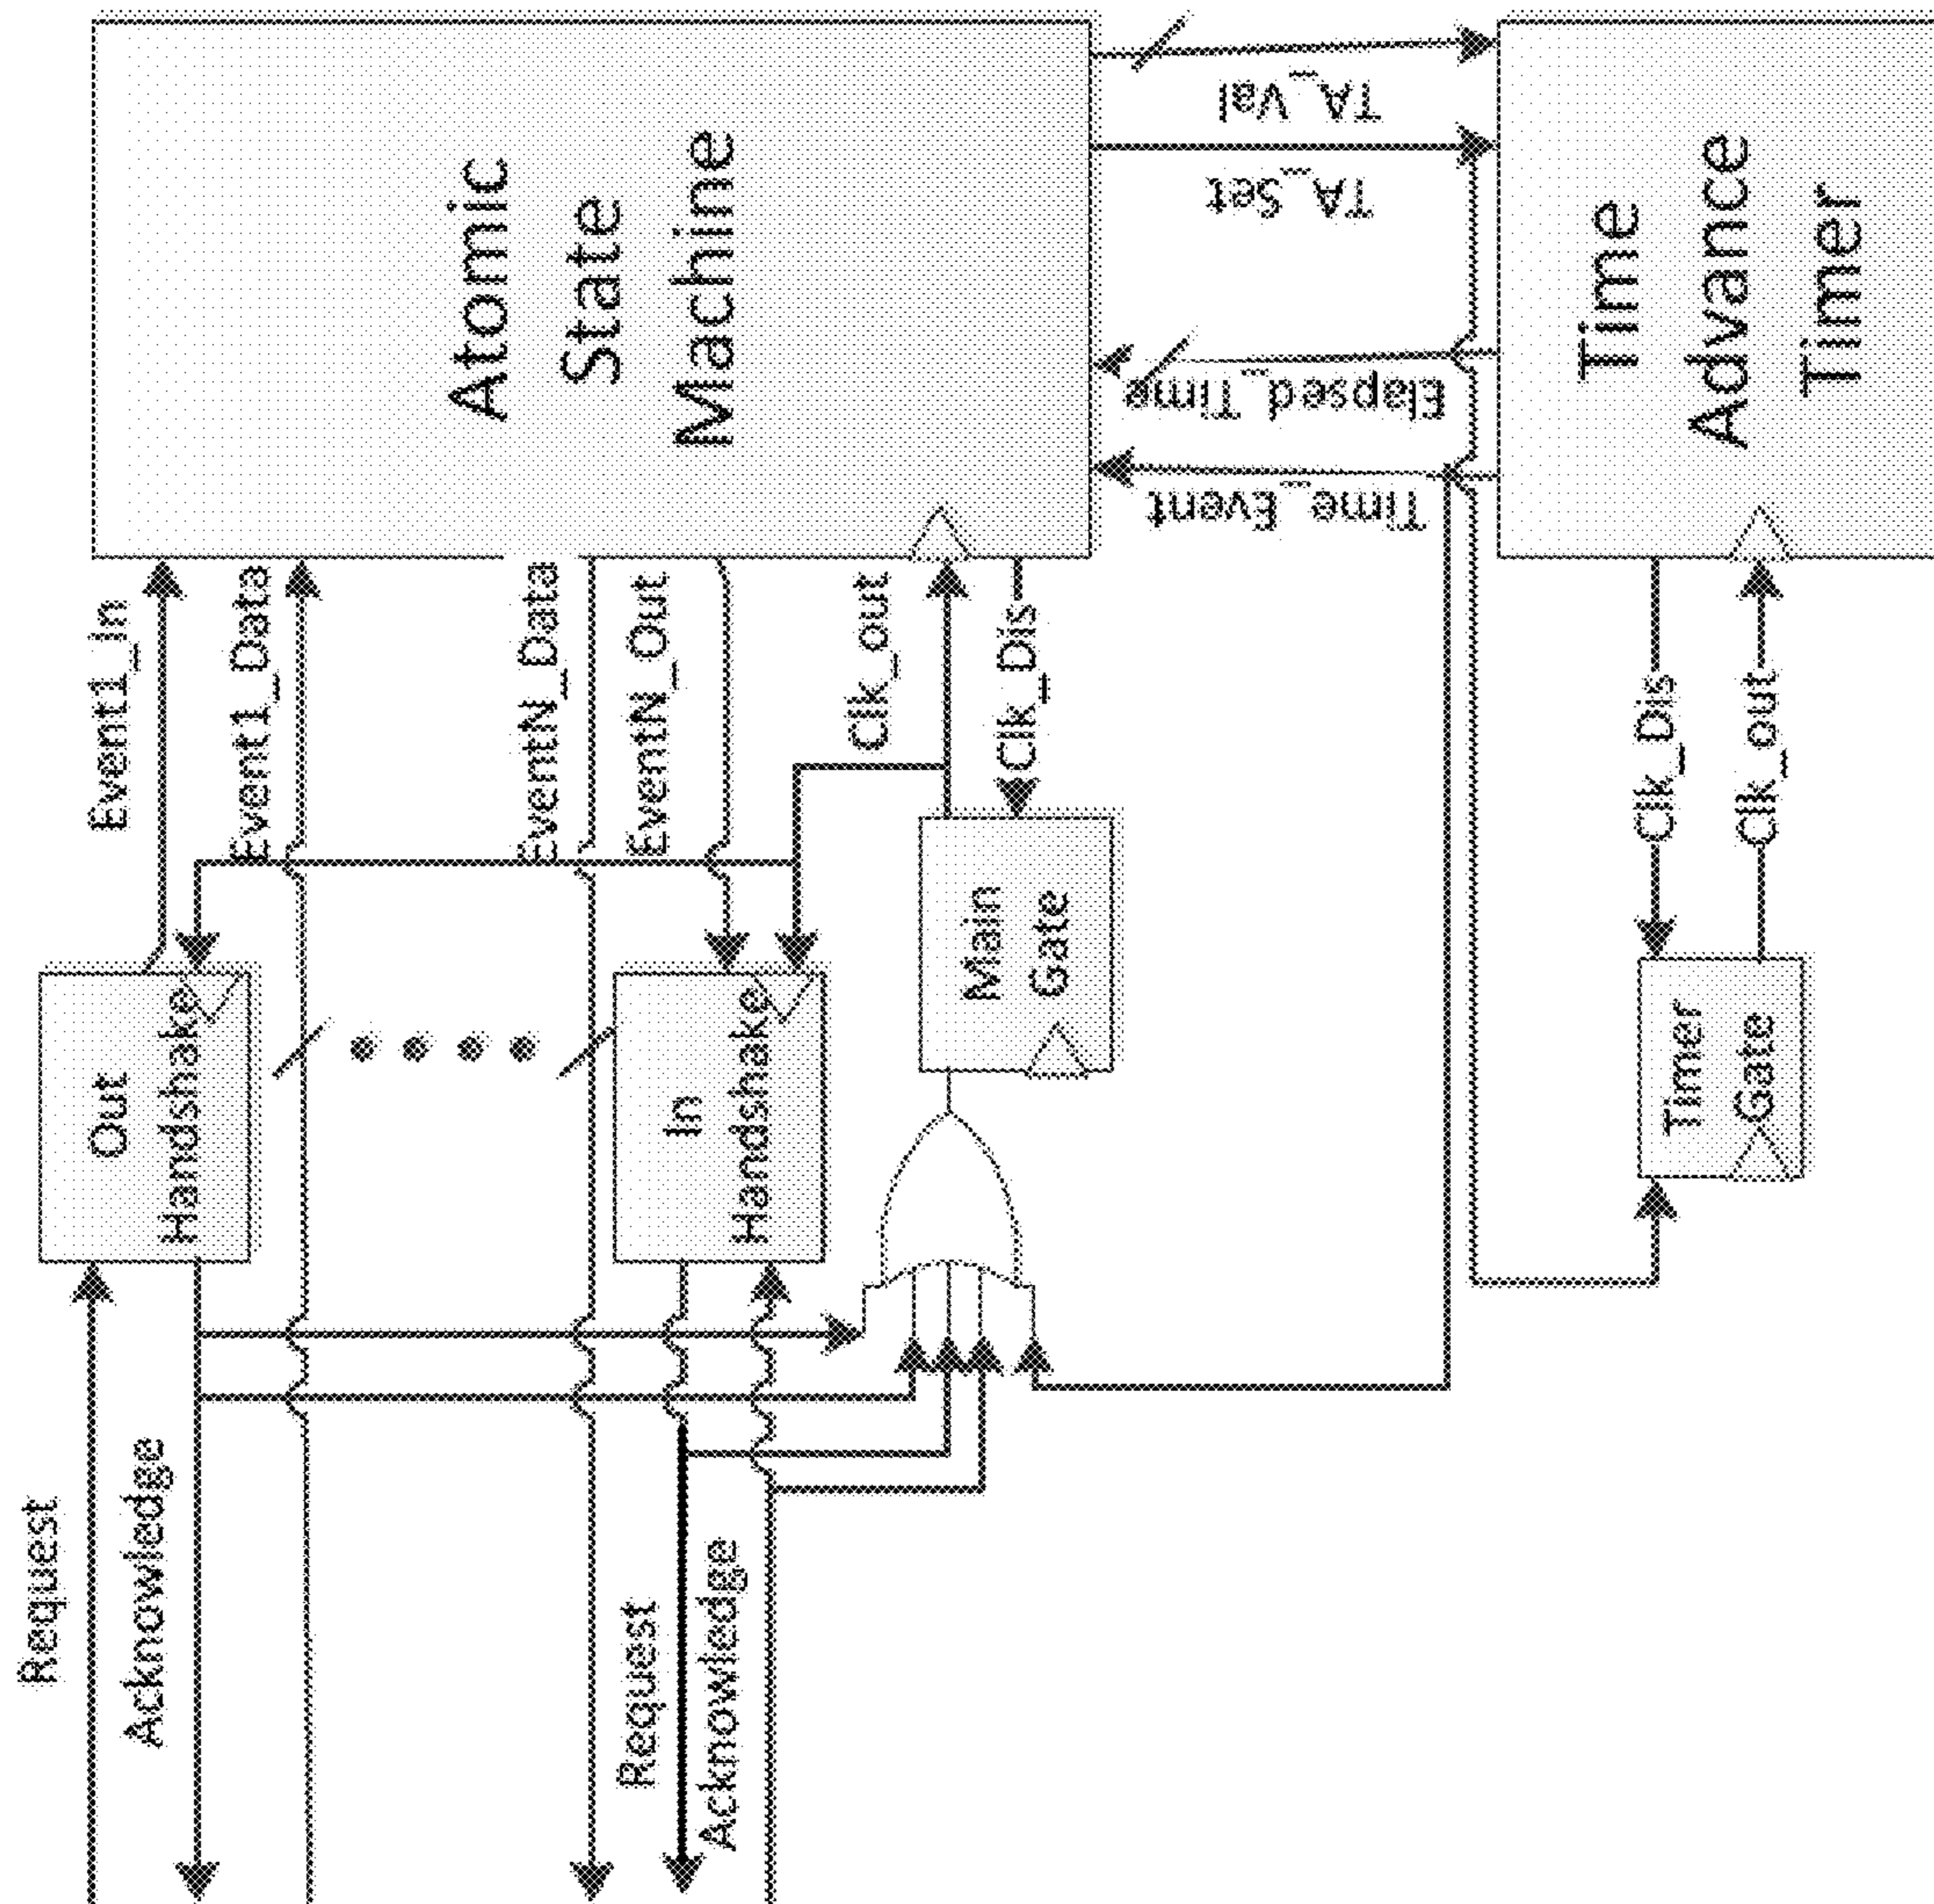 Atomic
State
Machine
Time
Advance
Timer
TA_Val
TA_Set
Elapsed_Time
Time_Event
Event1_in
Event1_Data
EventN_Data
EventN_Out
Clk_out
Clk_Dis
Clk_Dis
Clk_out
Out
Handshake
In
Handshake
Main
Gate
Timer
Gate
Request
Acknowledge
Request
Acknowledge